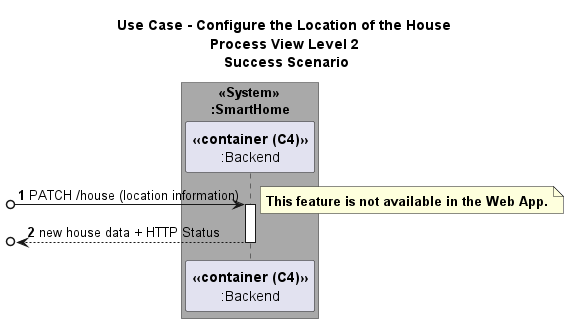 Use Case - Configure the Location of the House
Process View Level 2
Success Scenario
«System»
:SmartHome
«container (C4)»
:Backend
1 PATCH /house (location information)
This feature is not available in the Web App.
2 new house data + HTTP Status
«container (C4)»
:Backend